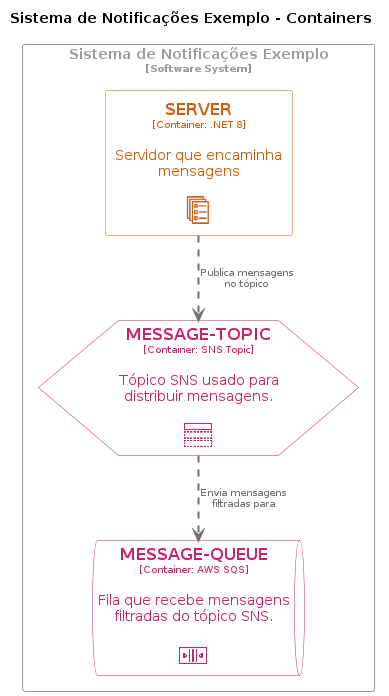 Sistema de Notificações Exemplo - Containers
Sistema de Notificações Exemplo
[Software System]
SERVER
[Container: .NET 8]
Servidor que encaminha
mensagens
Publica mensagens
no tópico
MESSAGE-TOPIC
[Container: SNS Topic]
Tópico SNS usado para
distribuir mensagens.
Envia mensagens
filtradas para
MESSAGE-QUEUE
[Container: AWS SQS]
Fila que recebe mensagens
filtradas do tópico SNS.